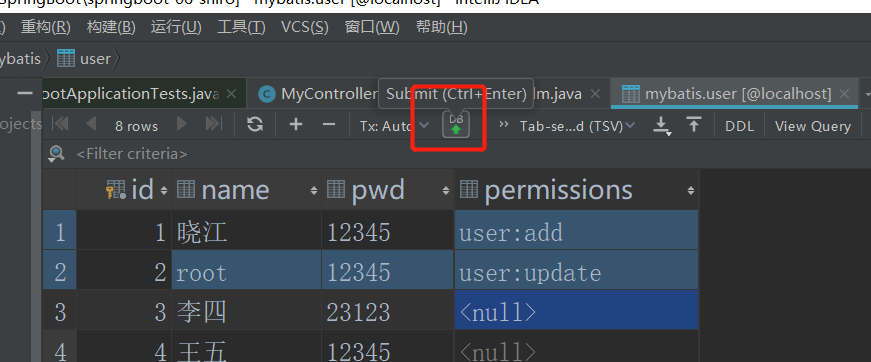 springboot\springboot-06-shiro] - mybatis.user [@localhost] - IntelliJ IDEA
) 重构(R) 构建(B) 运行(U) 工具(T) VCS(S) 窗口(W) 帮助(H)
ybatis user
ootApplicationTests.java MyController Submit (Ctrl+Enter) lm.java mybatis.user [@localhost]
ojects 8 rows Tx: Auto DB Tab-se...d (TSV) DDL View Query
<Filter criteria>
id name pwd permissions
1 1 晓江 12345 user:add
2 2 root 12345 user:update
3 3 李四 23123 <null>
4 4 王五 12345 <null>